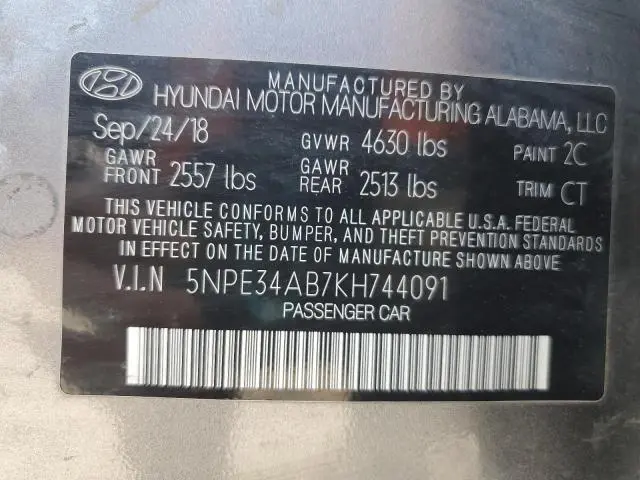 MANUFACTURED BY
HYUNDAI MOTOR MANUFACTURING ALABAMA, LLC
Sep/24/18 GVWR 4630 lbs PAINT 2C
GAWR FRONT 2557 lbs GAWR REAR 2513 lbs TRIM CT
THIS VEHICLE CONFORMS TO ALL APPLICABLE U.S.A. FEDERAL
MOTOR VEHICLE SAFETY, BUMPER, AND THEFT PREVENTION STANDARDS
IN EFFECT ON THE DATE OF MANUFACTURE SHOWN ABOVE.
V.I.N 5NPE34AB7KH744091
PASSENGER CAR